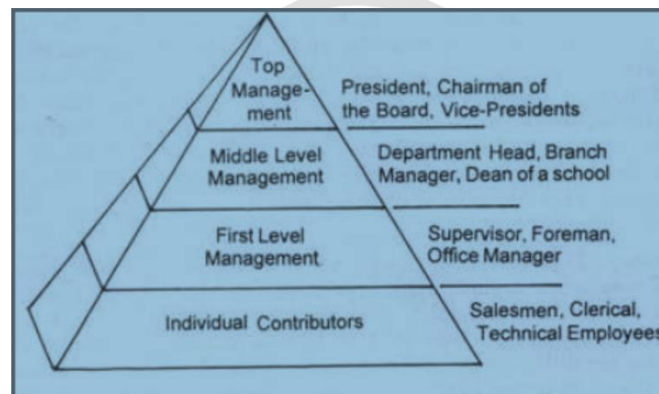 Top
Manage-
ment
President, Chairman of
the Board, Vice-Presidents
Middle Level
Management
Department Head, Branch
Manager, Dean of a school
First Level
Management
Supervisor, Foreman,
Office Manager
Individual Contributors
Salesmen, Clerical,
Technical Employees